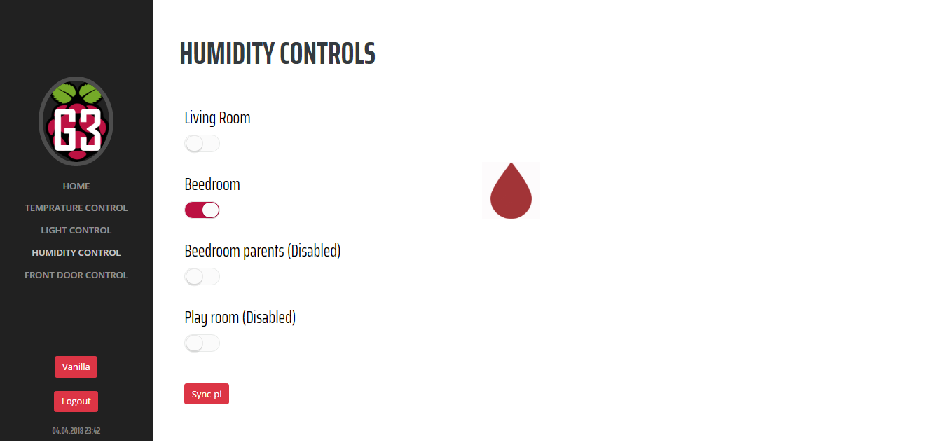 G3
HOME
TEMPRATURE CONTROL
LIGHT CONTROL
HUMIDITY CONTROL
FRONT DOOR CONTROL
Vanilla
Logout
04.04.2018 23:42
HUMIDITY CONTROLS
Living Room
Beedroom
Beedroom parents (Disabled)
Play room (Disabled)
Sync pi